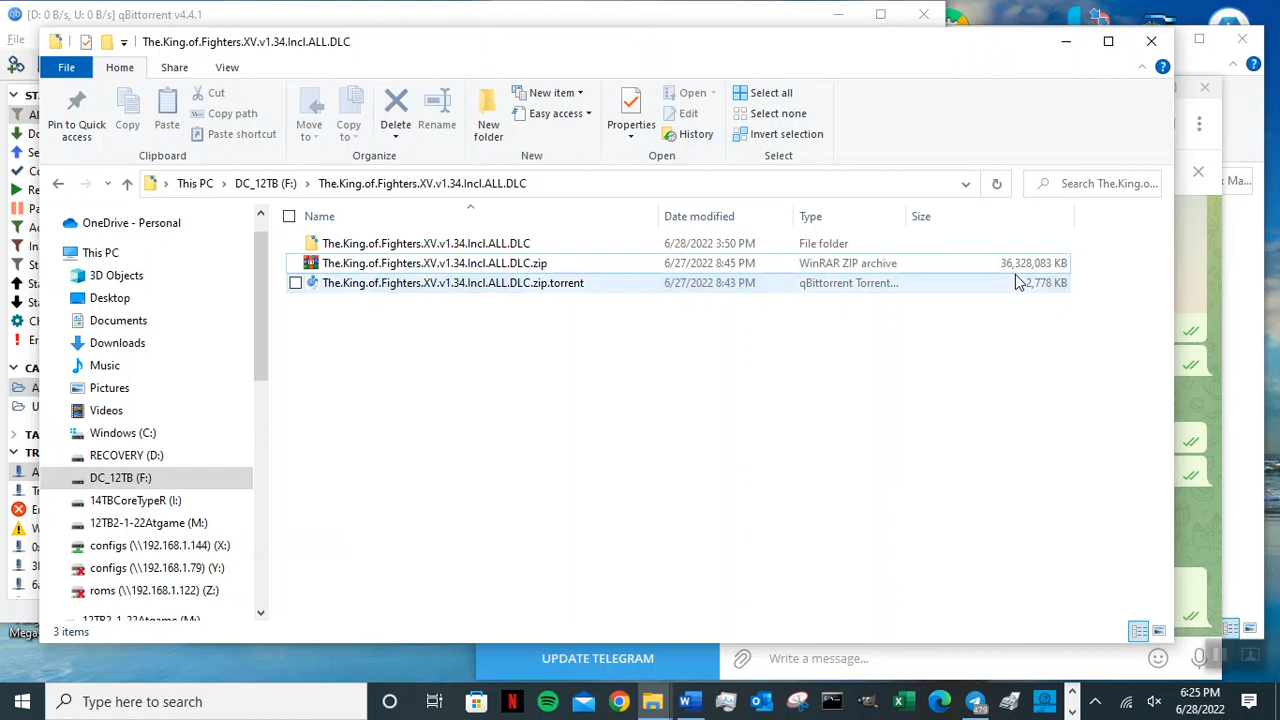 [D: 0 B/s, U: 0 B/s] qBittorrent v4.4.1
The.King.of.Fighters.XV.v1.34.Incl.ALL.DLC
File
File Home Share View
Pin to Quick access
Copy
Paste
Cut
Copy path
Paste shortcut
Clipboard
Move to
Copy to
Delete
Rename
Organize
New folder
New item
Easy access
New
Properties
Open
Edit
History
Open
Select all
Select none
Invert selection
Select
This PC > DC_12TB (F:) > The.King.of.Fighters.XV.v1.34.Incl.ALL.DLC
Search The.King.o...
Name Date modified Type Size
The.King.of.Fighters.XV.v1.34.Incl.ALL.DLC 6/28/2022 3:50 PM File folder
The.King.of.Fighters.XV.v1.34.Incl.ALL.DLC.zip 6/27/2022 8:45 PM WinRAR ZIP archive 36,328,083 KB
The.King.of.Fighters.XV.v1.34.Incl.ALL.DLC.zip.torrent 6/27/2022 8:43 PM qBittorrent Torrent... 2,778 KB
OneDrive - Personal
This PC
3D Objects
Desktop
Documents
Downloads
Music
Pictures
Videos
Windows (C:)
RECOVERY (D:)
DC_12TB (F:)
14TBCoreTypeR (I:)
12TB2-1-22Atgame (M:)
configs (\\192.168.1.144) (X:)
configs (\\192.168.1.79) (Y:)
roms (\\192.168.1.122) (Z:)
12TB2-1-22Atgame (M:)
3 items
UPDATE TELEGRAM
Write a message...
Type here to search
479
6:25 PM
6/28/2022